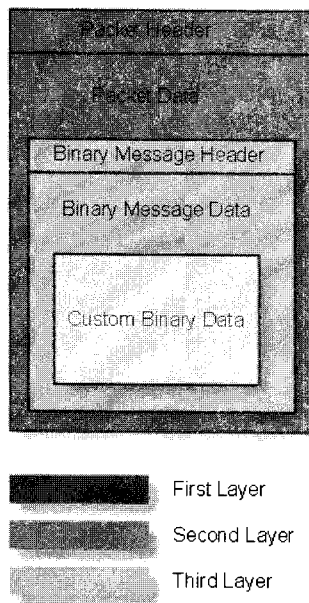 Packet Header
Packet Data
Binary Message Header
Binary Message Data
Custom Binary Data
First Layer
Second Layer
Third Layer